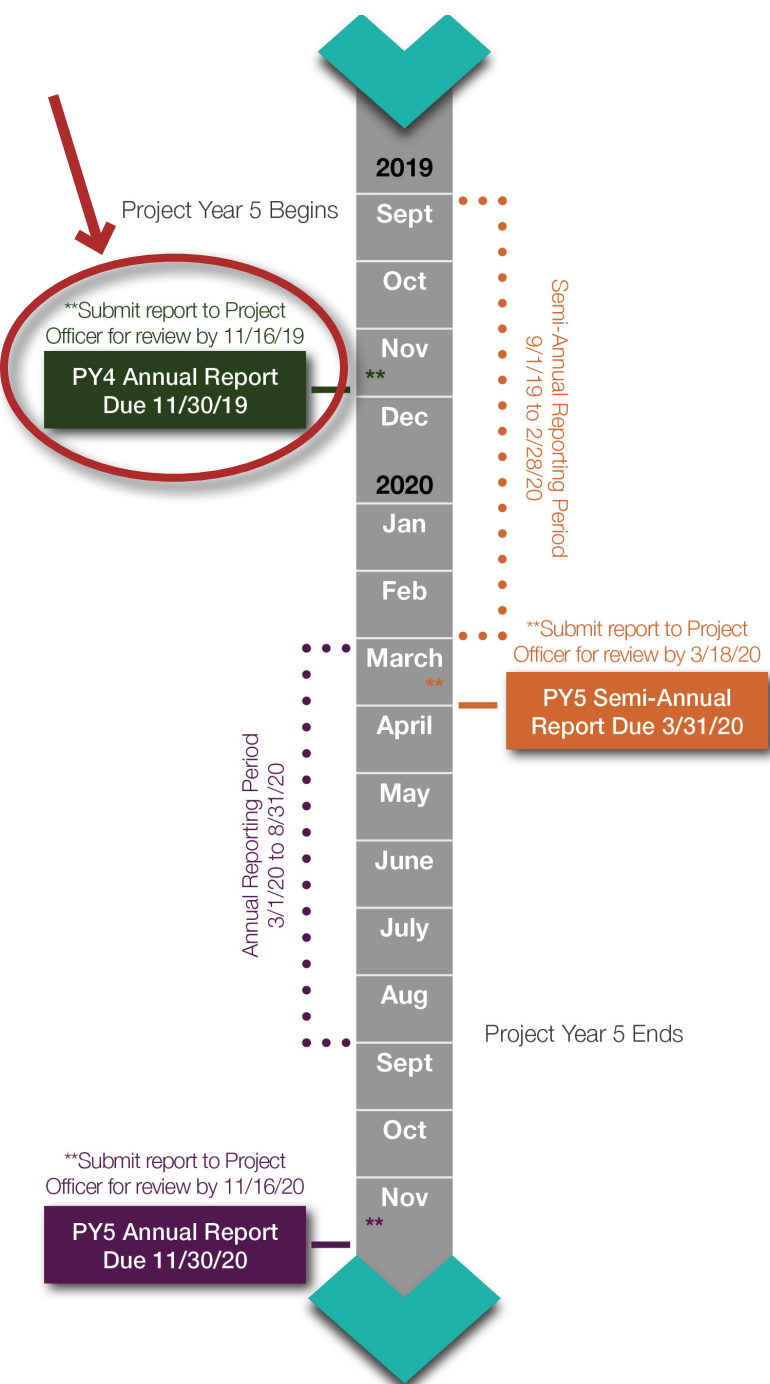 2019
Project Year 5 Begins
Sept
Oct
**Submit report to Project
Officer for review by 11/16/19
PY4 Annual Report
Due 11/30/19
Nov
**
Dec
Semi-Annual Reporting Period
9/1/19 to 2/28/20
2020
Jan
Feb
**Submit report to Project
Officer for review by 3/18/20
March
**
PY5 Semi-Annual
Report Due 3/31/20
April
Annual Reporting Period
3/1/20 to 8/31/20
May
June
July
Aug
Project Year 5 Ends
Sept
Oct
**Submit report to Project
Officer for review by 11/16/20
Nov
**
PY5 Annual Report
Due 11/30/20